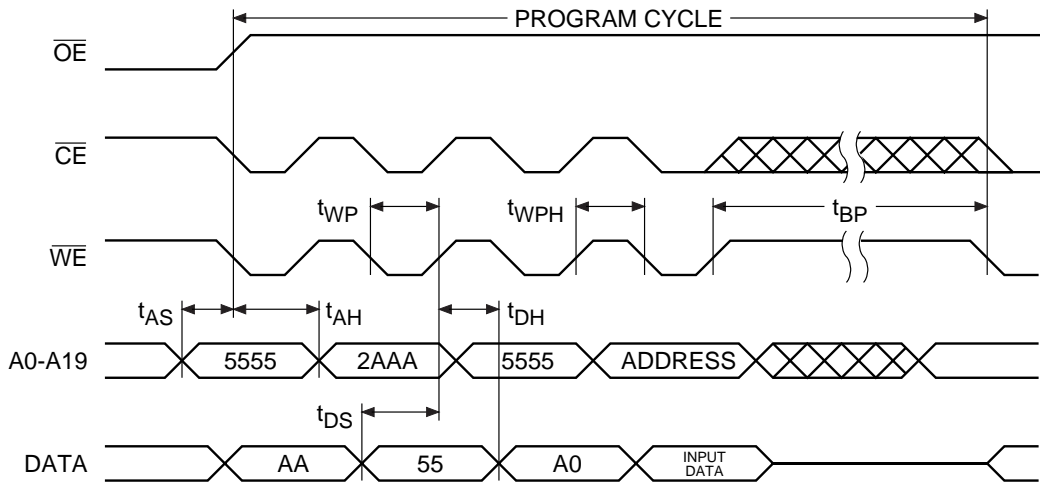 PROGRAM CYCLE
OE
CE
tWP
tWPH
tBP
WE
tAS
tAH
tDH
A0-A19
5555
2AAA
5555
ADDRESS
tDS
DATA
AA
55
A0
INPUT
DATA